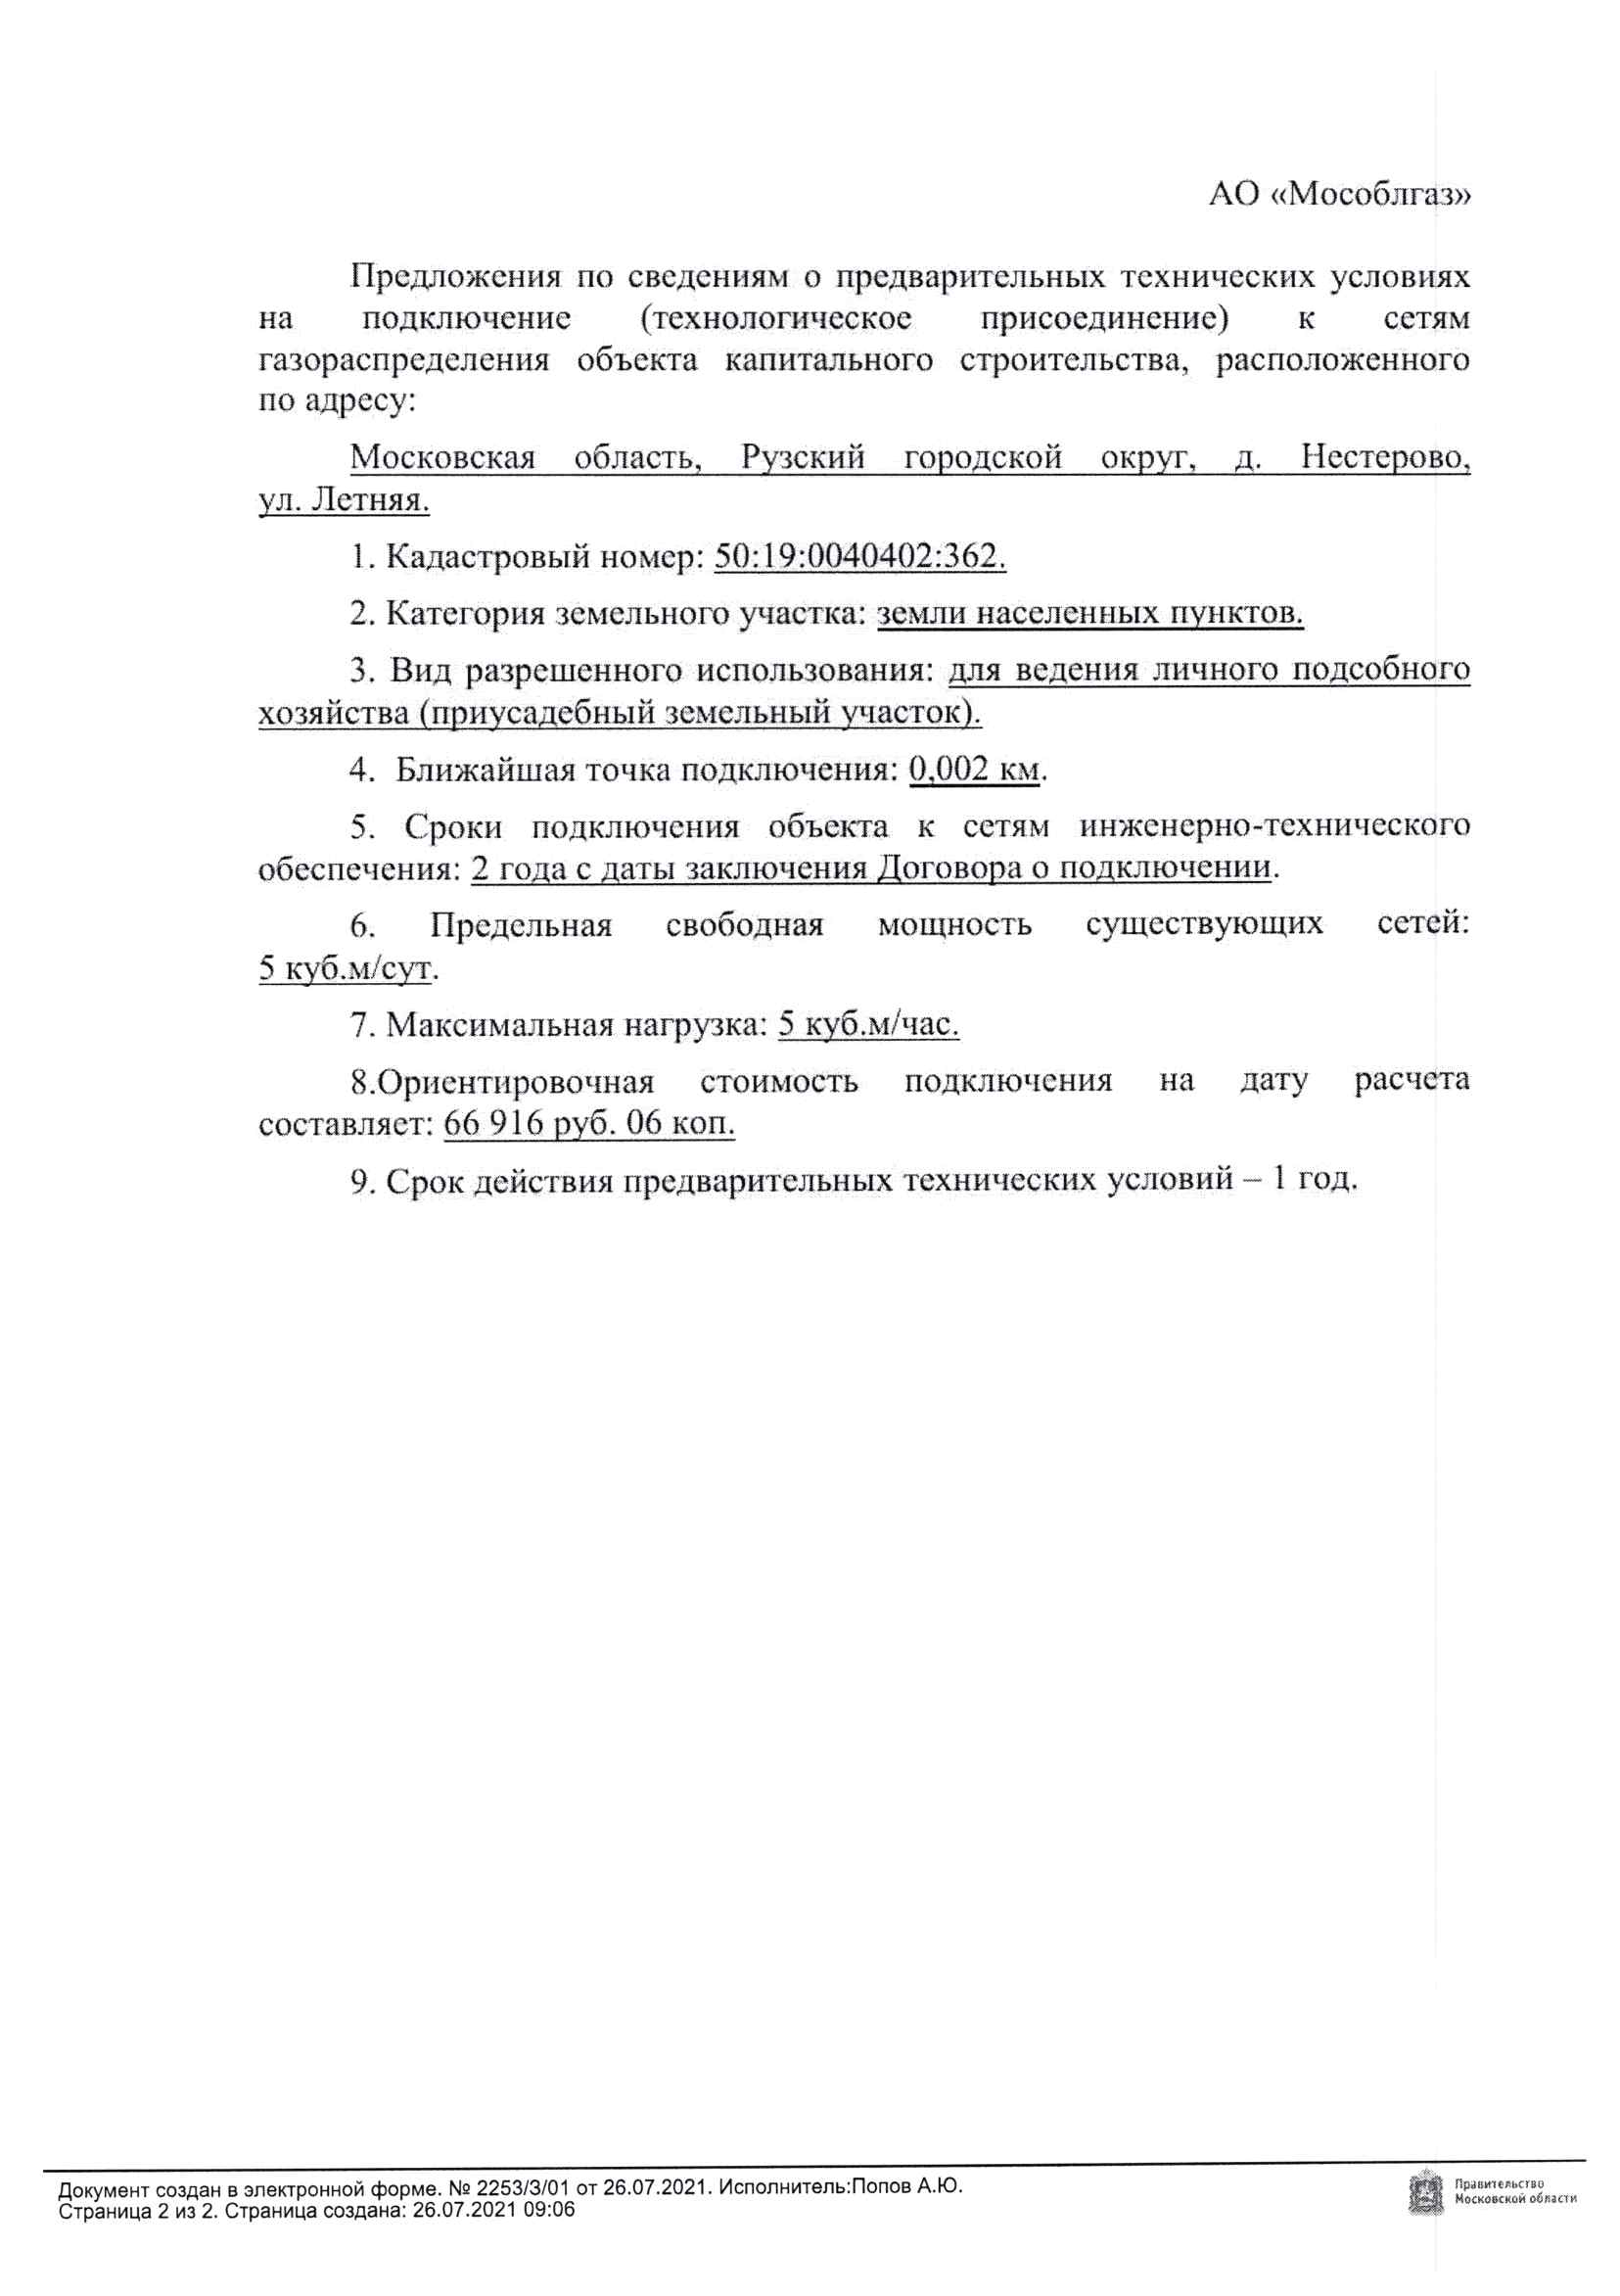 АО «Мособлгаз»
Предложения по сведениям о предварительных технических условиях
на подключение (технологическое присоединение) к сетям
газораспределения объекта капитального строительства, расположенного
по адресу:
Московская область, Рузский городской округ, д. Нестерово,
ул. Летняя.
1. Кадастровый номер: 50:19:0040402:362.
2. Категория земельного участка: земли населенных пунктов.
3. Вид разрешенного использования: для ведения личного подсобного
хозяйства (приусадебный земельный участок).
4. Ближайшая точка подключения: 0,002 км.
5. Сроки подключения объекта к сетям инженерно-технического
обеспечения: 2 года с даты заключения Договора о подключении.
6. Предельная свободная мощность существующих сетей:
5 куб.м/сут.
7. Максимальная нагрузка: 5 куб.м/час.
8.Ориентировочная стоимость подключения на дату расчета
составляет: 66 916 руб. 06 коп.
9. Срок действия предварительных технических условий – 1 год.
Документ создан в электронной форме. № 2253/3/01 от 26.07.2021. Исполнитель:Попов А.Ю.
Страница 2 из 2. Страница создана: 26.07.2021 09:06
Правительство
Московской области